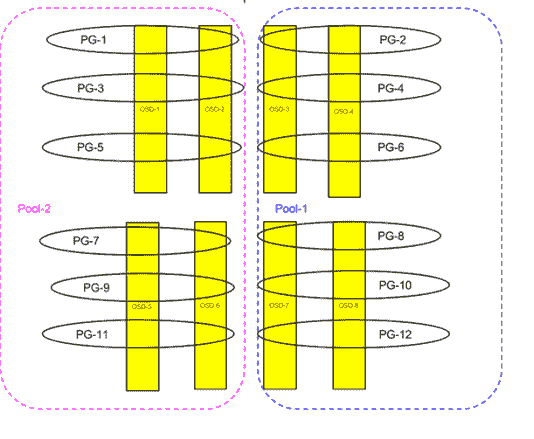 PG-1
PG-2
PG-3
PG-4
OSD-1
OSD-2
OSD-3
OSD-4
PG-5
PG-6
Pool-2
Pool-1
PG-7
PG-8
PG-9
PG-10
OSD-5
OSD-6
OSD-7
OSD-8
PG-11
PG-12